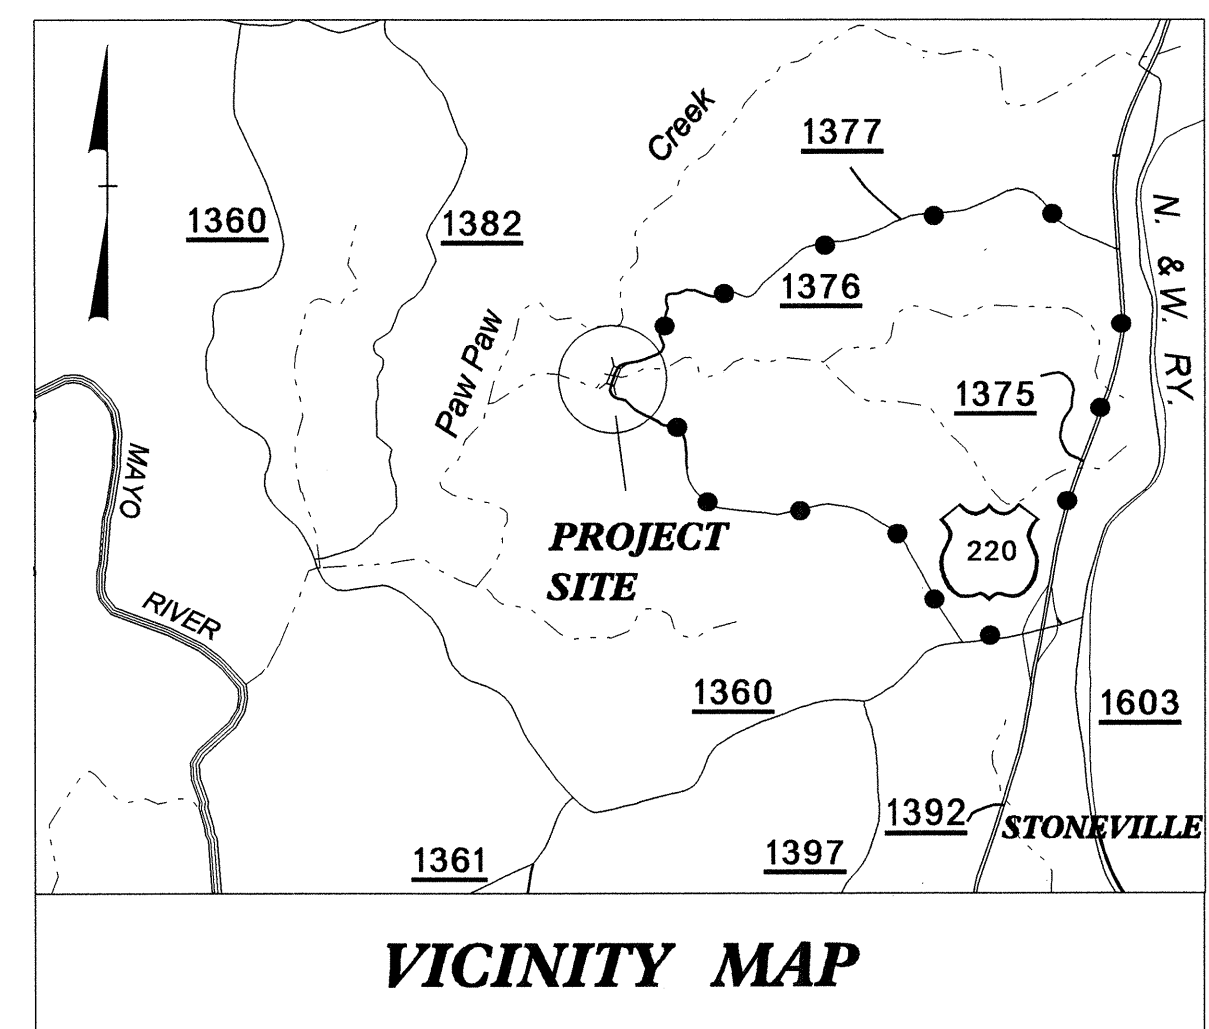 Creek
1377
1360
1382
N. & W. RY.
1376
Paw Paw
1375
MAYO
PROJECT
SITE
220
RIVER
1360
1603
1392
STONEVILLE
1361
1397
VICINITY MAP